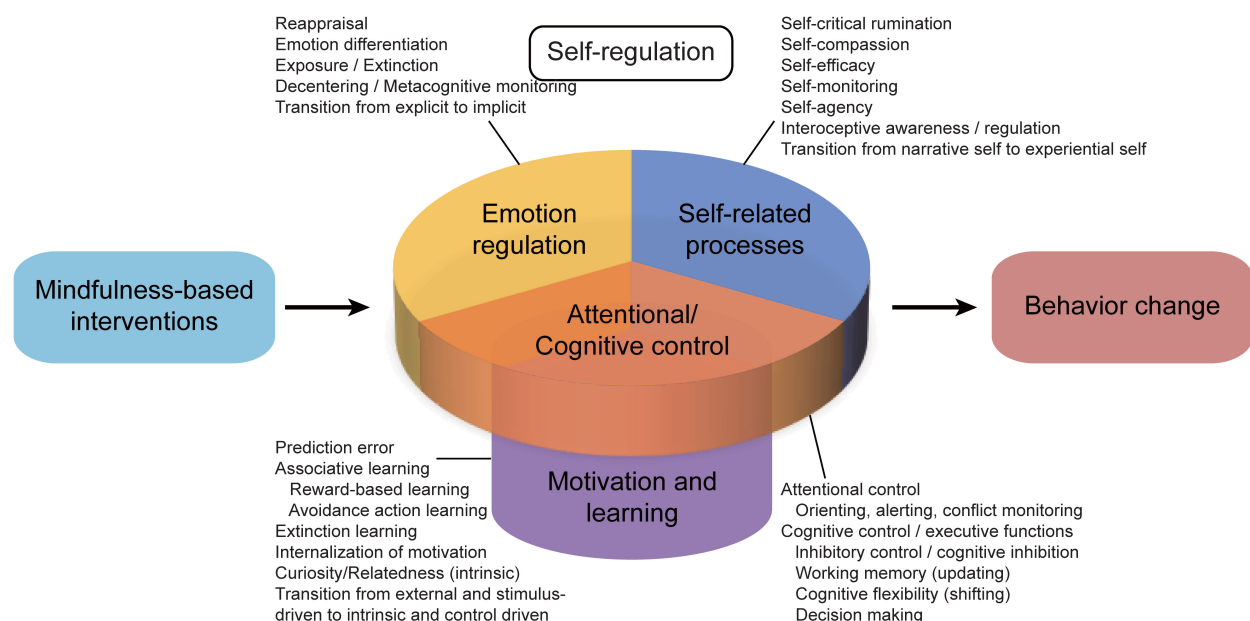 Reappraisal
Emotion differentiation
Exposure / Extinction
Decentering / Metacognitive monitoring
Transition from explicit to implicit
Self-regulation
Self-critical rumination
Self-compassion
Self-efficacy
Self-monitoring
Self-agency
Interoceptive awareness / regulation
Transition from narrative self to experiential self
Emotion
regulation
Self-related
processes
Mindfulness-based
interventions
Attentional/
Cognitive control
Behavior change
Prediction error
Associative learning
Reward-based learning
Avoidance action learning
Extinction learning
Internalization of motivation
Curiosity/Relatedness (intrinsic)
Transition from external and stimulus-
driven to intrinsic and control driven
Motivation and
learning
Attentional control
Orienting, alerting, conflict monitoring
Cognitive control / executive functions
Inhibitory control / cognitive inhibition
Working memory (updating)
Cognitive flexibility (shifting)
Decision making